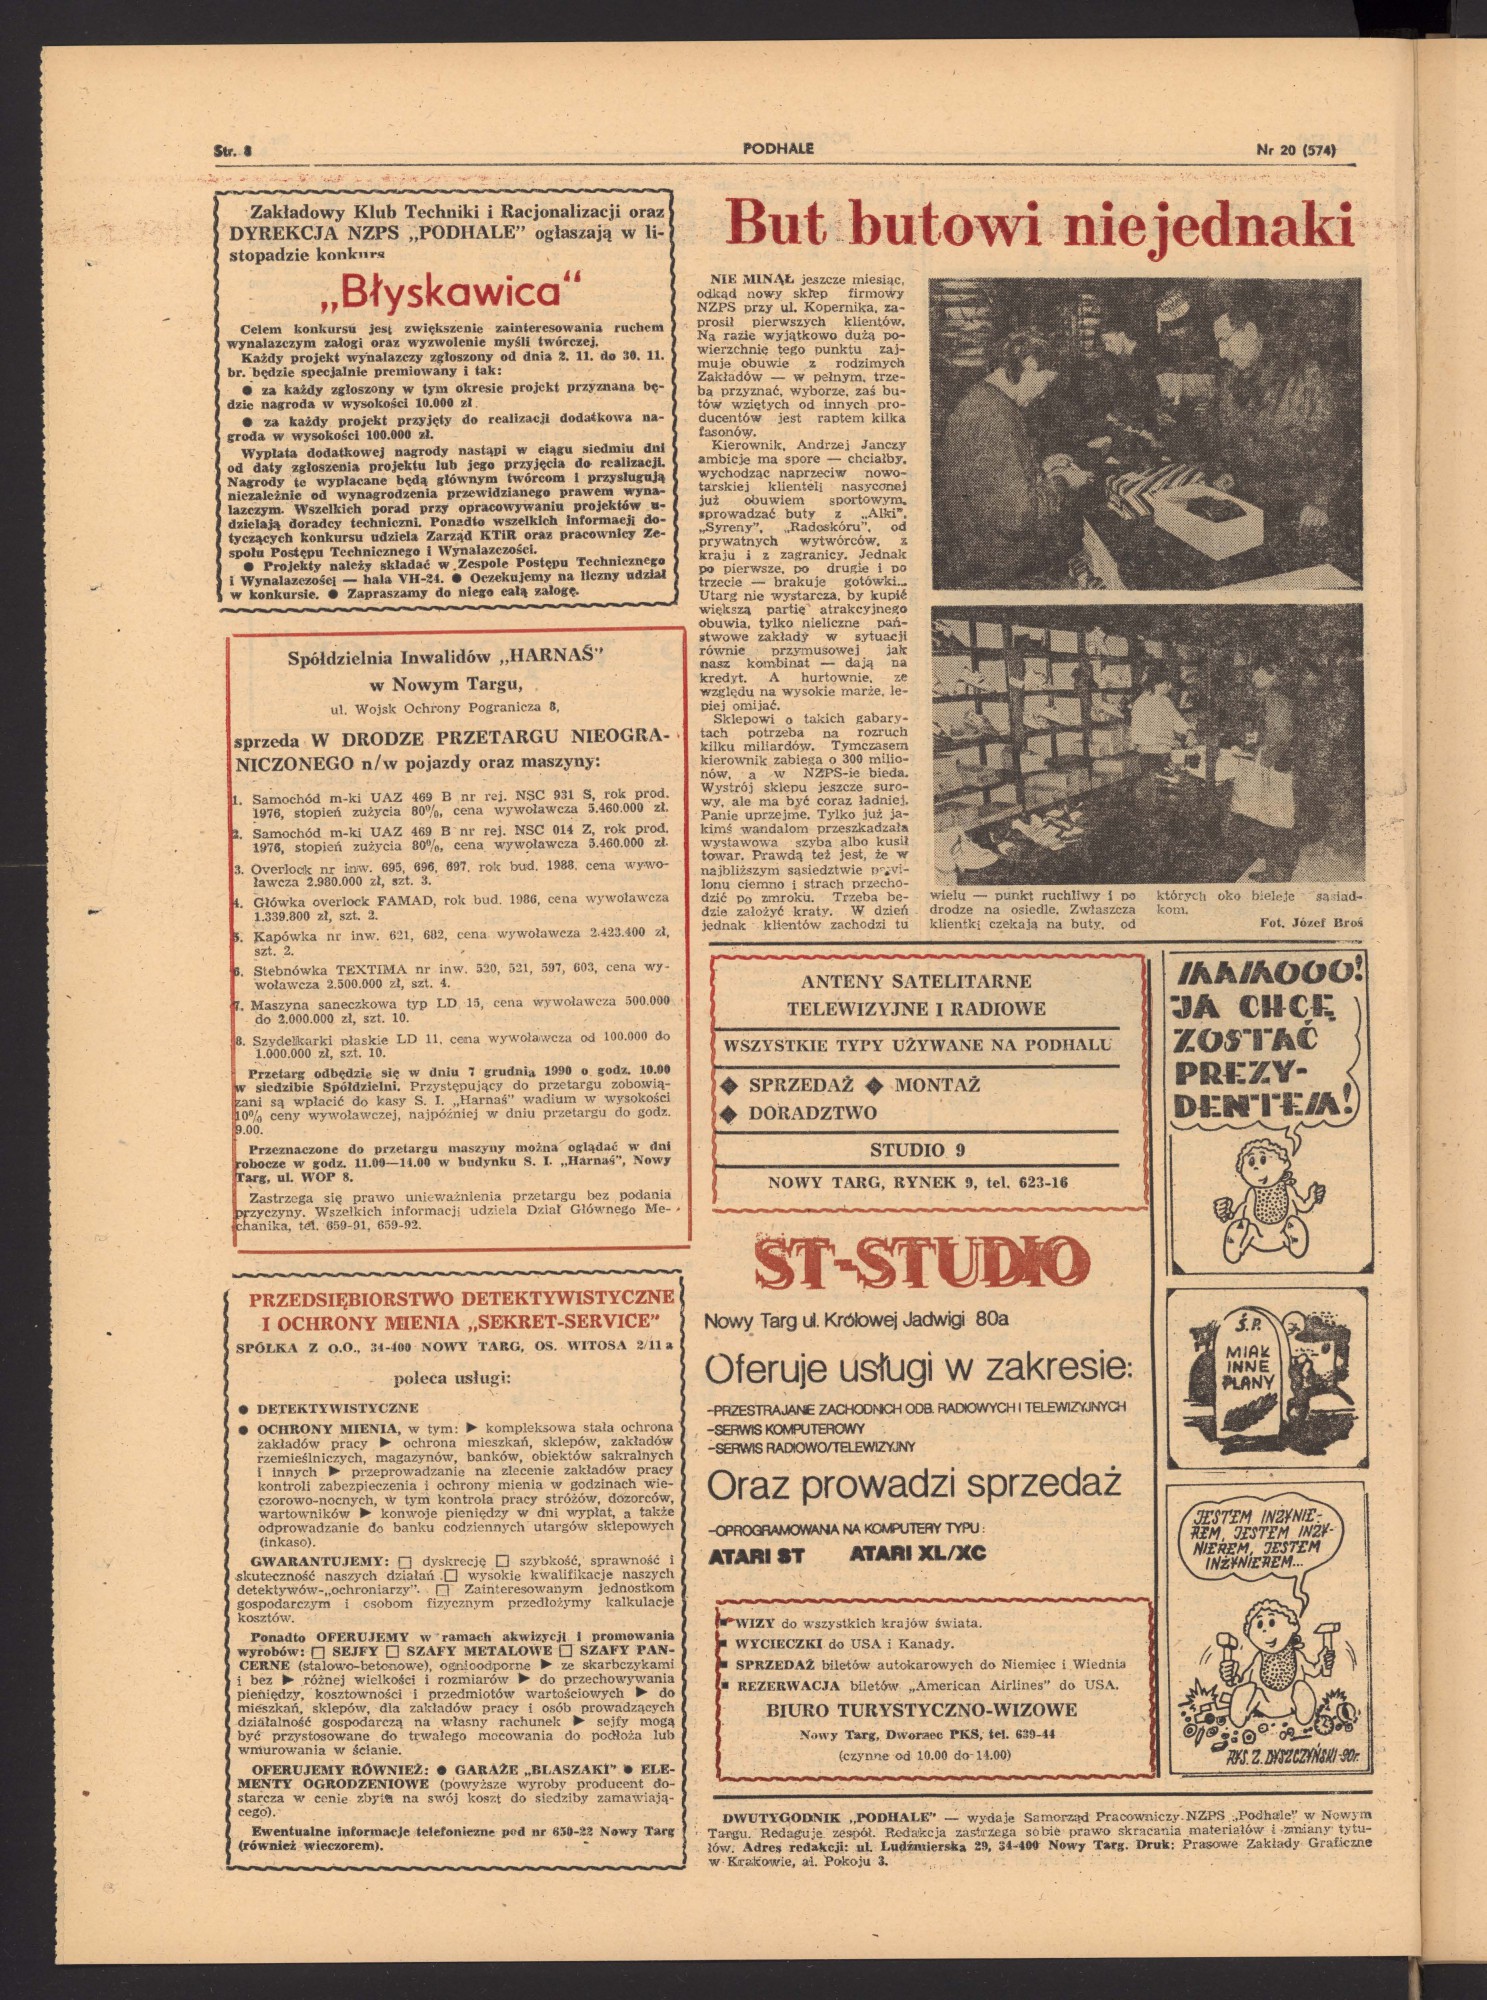 Str. 8
PODHALE
Nr 20 (574)
Zakładowy Klub Techniki i Racjonalizacji oraz
DYREKCJA NZPS „PODHALE” ogłaszają w li-
stopadzie konkurs
„Błyskawica”
Celem konkursu jest zwiększenie zainteresowania ruchem
wynalazczym załogi oraz wyzwolenie myśli twórczej.
Każdy projekt wynalazczy zgłoszony od dnia 2. 11. do 30. 11.
br. będzie specjalnie premiowany i tak:
● za każdy zgłoszony w tym okresie projekt przyznana bę-
dzie nagroda w wysokości 10.000 zł
● za każdy projekt przyjęty do realizacji dodatkowa na-
groda w wysokości 100.000 zł.
Wypłata dodatkowej nagrody nastąpi w ciągu siedmiu dni
od daty zgłoszenia projektu lub jego przyjęcia do realizacji.
Nagrody te wypłacane będą głównym twórcom i przysługują
niezależnie od wynagrodzenia przewidzianego prawem wyna-
lazczym. Wszelkich porad przy opracowywaniu projektów u-
dzielają doradcy techniczni. Ponadto wszelkich informacji do-
tyczących konkursu udziela Zarząd KTiR oraz pracownicy Ze-
społu Postępu Technicznego i Wynalazczości.
● Projekty należy składać w Zespole Postępu Technicznego
i Wynalazczości — hala VH-24. ● Oczekujemy na liczny udział
w konkursie. ● Zapraszamy do niego całą załogę.
Spółdzielnia Inwalidów „HARNAŚ”
w Nowym Targu,
ul. Wojsk Ochrony Pogranicza 8,
sprzeda W DRODZE PRZETARGU NIEOGRA-
NICZONEGO n/w pojazdy oraz maszyny:
1. Samochód m-ki UAZ 469 B nr rej. NSC 931 S, rok prod.
1976, stopień zużycia 80%, cena wywoławcza 5.460.000 zł.
2. Samochód m-ki UAZ 469 B nr rej. NSC 014 Z, rok prod.
1976, stopień zużycia 80%, cena wywoławcza 5.460.000 zł.
3. Overlock nr inw. 695, 696, 697, rok bud. 1988, cena wywo-
ławcza 2.980.000 zł, szt. 3.
4. Główka overlock FAMAD, rok bud. 1986, cena wywoławcza
1.339.800 zł, szt. 2.
5. Kapówka nr inw. 621, 682, cena wywoławcza 2.423.400 zł,
szt. 2.
6. Stebnówka TEXTIMA nr inw. 520, 521, 597, 603, cena wy-
woławcza 2.500.000 zł, szt. 4.
7. Maszyna saneczkowa typ LD 15, cena wywoławcza 500.000
do 2.000.000 zł, szt. 10.
8. Szydełkarki płaskie LD 11, cena wywoławcza od 100.000 do
1.000.000 zł, szt. 10.
Przetarg odbędzie się w dniu 7 grudnia 1990 o godz. 10.00
w siedzibie Spółdzielni. Przystępujący do przetargu zobowią-
zani są wpłacić do kasy S. I. „Harnaś” wadium w wysokości
10% ceny wywoławczej, najpóźniej w dniu przetargu do godz.
9.00.
Przeznaczone do przetargu maszyny można oglądać w dni
robocze w godz. 11.00—14.00 w budynku S. I. „Harnaś”, Nowy
Targ, ul. WOP 8.
Zastrzega się prawo unieważnienia przetargu bez podania
przyczyny. Wszelkich informacji udziela Dział Głównego Me-
chanika, tel. 659-91, 659-92.
PRZEDSIĘBIORSTWO DETEKTYWISTYCZNE
I OCHRONY MIENIA „SEKRET-SERVICE”
SPÓŁKA Z O.O., 34-400 NOWY TARG, OS. WITOSA 2/11 a
poleca usługi:
● DETEKTYWISTYCZNE
● OCHRONY MIENIA, w tym: ▶ kompleksowa stała ochrona
zakładów pracy ▶ ochrona mieszkań, sklepów, zakładów
rzemieślniczych, magazynów, banków, obiektów sakralnych
i innych ▶ przeprowadzanie na zlecenie zakładów pracy
kontroli zabezpieczenia i ochrony mienia w godzinach wie-
czorowo-nocnych, w tym kontrola pracy stróżów, dozorców,
wartowników ▶ konwoje pieniędzy w dni wypłat, a także
odprowadzanie do banku codziennych utargów sklepowych
(inkaso).
GWARANTUJEMY: □ dyskrecję □ szybkość, sprawność i
skuteczność naszych działań □ wysokie kwalifikacje naszych
detektywów-„ochroniarzy”. □ Zainteresowanym jednostkom
gospodarczym i osobom fizycznym przedłożymy kalkulacje
kosztów.
Ponadto OFERUJEMY w ramach akwizycji i promowania
wyrobów: □ SEJFY □ SZAFY METALOWE □ SZAFY PAN-
CERNE (stalowo-betonowe), ognioodporne ▶ ze skarbczykami
i bez ▶ różnej wielkości i rozmiarów ▶ do przechowywania
pieniędzy, kosztowności i przedmiotów wartościowych ▶ do
mieszkań, sklepów, dla zakładów pracy i osób prowadzących
działalność gospodarczą na własny rachunek ▶ sejfy mogą
być przystosowane do trwałego mocowania do podłoża lub
wmurowania w ścianie.
OFERUJEMY RÓWNIEŻ: ● GARAŻE „BLASZAKI” ● ELE-
MENTY OGRODZENIOWE (powyższe wyroby producent do-
starcza w cenie zbytu na swój koszt do siedziby zamawiają-
cego).
Ewentualne informacje telefoniczne pod nr 650-22 Nowy Targ
(również wieczorem).
But butowi niejednaki
NIE MINĄŁ jeszcze miesiąc,
odkąd nowy sklep firmowy
NZPS przy ul. Kopernika, za-
prosił pierwszych klientów.
Na razie wyjątkowo dużą po-
wierzchnię tego punktu zaj-
muje obuwie z rodzimych
Zakładów — w pełnym, trze-
ba przyznać, wyborze, zaś bu-
tów wziętych od innych pro-
ducentów jest raptem kilka
fasonów.
Kierownik, Andrzej Janczy
ambicje ma spore — chciałby,
wychodząc naprzeciw nowo-
tarskiej klienteli nasyconej
już obuwiem sportowym,
sprowadzać buty z „Alki”,
„Syreny”, „Radoskóru”, od
prywatnych wytwórców, z
kraju i z zagranicy. Jednak
po pierwsze, po drugie i po
trzecie — brakuje gotówki...
Utarg nie wystarcza, by kupić
większą partię atrakcyjnego
obuwia, tylko nieliczne pań-
stwowe zakłady w sytuacji
równie przymusowej jak
nasz kombinat — dają na
kredyt. A hurtownie, ze
względu na wysokie marże, le-
piej omijać.
Sklepowi o takich gabary-
tach potrzeba na rozruch
kilku miliardów. Tymczasem
kierownik zabiega o 300 milio-
nów, a w NZPS-ie bieda.
Wystrój sklepu jeszcze suro-
wy, ale ma być coraz ładniej.
Panie uprzejme. Tylko już ja-
kimś wandalom przeszkadzała
wystawowa szyba albo kusił
towar. Prawdą też jest, że w
najbliższym sąsiedztwie pawi-
lonu ciemno i strach przecho-
dzić po zmroku. Trzeba bę-
dzie założyć kraty. W dzień
jednak klientów zachodzi tu
wielu — punkt ruchliwy i po
drodze na osiedle. Zwłaszcza
klientki czekają na buty, od
których oko bieleje sąsiad-
kom.
Fot. Józef Broś
ANTENY SATELITARNE
TELEWIZYJNE I RADIOWE
WSZYSTKIE TYPY UŻYWANE NA PODHALU
◆ SPRZEDAŻ ◆ MONTAŻ
◆ DORADZTWO
STUDIO 9
NOWY TARG, RYNEK 9, tel. 623-16
ST-STUDIO
Nowy Targ ul. Królowej Jadwigi 80a
Oferuje usługi w zakresie:
-PRZESTRAJANIE ZACHODNICH ODB. RADIOWYCH I TELEWIZYJNYCH
-SERWIS KOMPUTEROWY
-SERWIS RADIOWO/TELEWIZYJNY
Oraz prowadzi sprzedaż
-OPROGRAMOWANIA NA KOMPUTERY TYPU:
ATARI ST ATARI XL/XC
■ WIZY do wszystkich krajów świata.
■ WYCIECZKI do USA i Kanady.
■ SPRZEDAŻ biletów autokarowych do Niemiec i Wiednia
■ REZERWACJA biletów „American Airlines” do USA.
BIURO TURYSTYCZNO-WIZOWE
Nowy Targ, Dworzec PKS, tel. 639-44
(czynne od 10.00 do 14.00)
MAMOOO!
JA CHCĘ
ZOSTAĆ
PREZY-
DENTEM!
Ś.P.
MIAŁ
INNE
PLANY
JESTEM INŻYNIE-
REM, JESTEM INŻY-
NIEREM, JESTEM
INŻYNIEREM...
RYS. Z. DYSZCZYŃSKI-90r.
DWUTYGODNIK „PODHALE” — wydaje Samorząd Pracowniczy NZPS „Podhale” w Nowym
Targu. Redaguje zespół. Redakcja zastrzega sobie prawo skracania materiałów i zmiany tytu-
łów. Adres redakcji: ul. Ludźmierska 29, 34-400 Nowy Targ. Druk: Prasowe Zakłady Graficzne
w Krakowie, al. Pokoju 3.